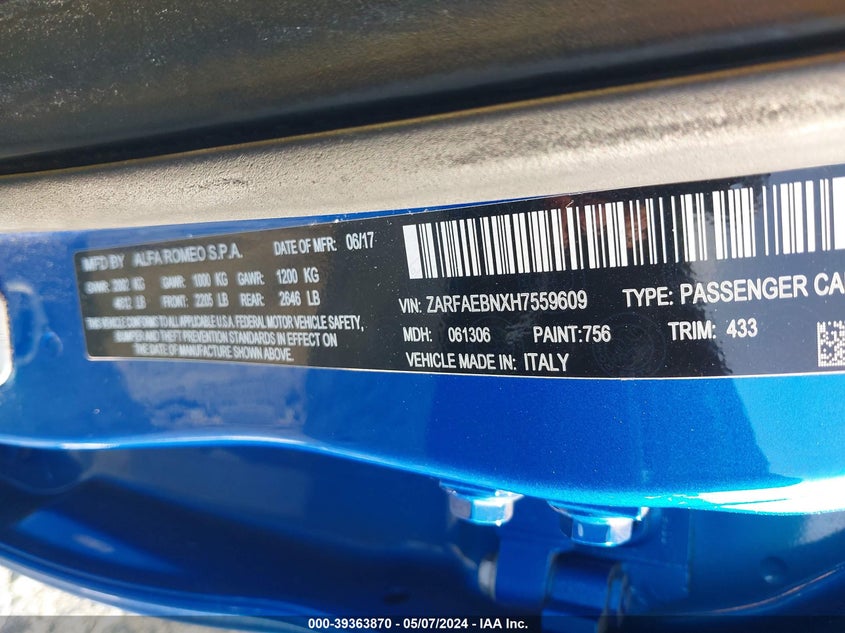 MFD BY ALFA ROMEO S.P.A. DATE OF MFR: 06/17
GAWR: 1000 KG GAWR: 1200 KG
4612 LB FRONT: 2205 LB REAR: 2646 LB
THIS VEHICLE CONFORMS TO ALL APPLICABLE U.S.A. FEDERAL MOTOR VEHICLE SAFETY,
BUMPER AND THEFT PREVENTION STANDARDS IN EFFECT ON
THE DATE OF MANUFACTURE SHOWN ABOVE.
VIN: ZARFAEBNXH7559609 TYPE: PASSENGER CA
MDH: 061306 PAINT: 756 TRIM: 433
VEHICLE MADE IN: ITALY
000-39363870 - 05/07/2024 - IAA Inc.